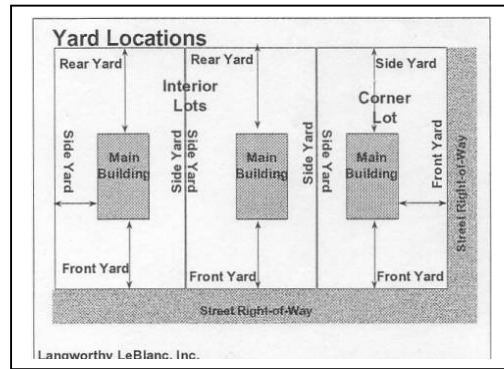 Yard Locations
Rear Yard
Rear Yard
Side Yard
Interior
Lots
Corner
Lot
Side Yard
Main
Building
Side Yard
Side Yard
Main
Building
Side Yard
Main
Building
Front Yard
Street Right-of-Way
Front Yard
Front Yard
Front Yard
Street Right-of-Way
Langworthy LeBlanc, Inc.